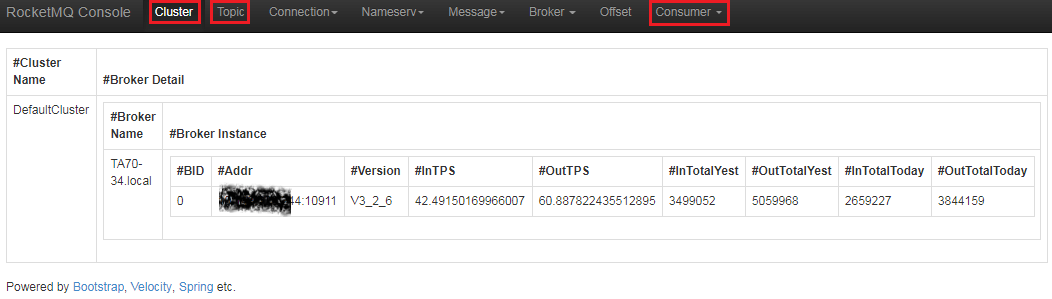 RocketMQ Console Cluster Topic Connection Nameserv Message Broker Offset Consumer
#Cluster Name #Broker Detail
DefaultCluster
#Broker Name #Broker Instance
TA70-34.local
#BID #Addr #Version #InTPS #OutTPS #InTotalYest #OutTotalYest #InTotalToday #OutTotalToday
0 44:10911 V3_2_6 42.49150169966007 60.887822435512895 3499052 5059968 2659227 3844159
Powered by Bootstrap, Velocity, Spring etc.